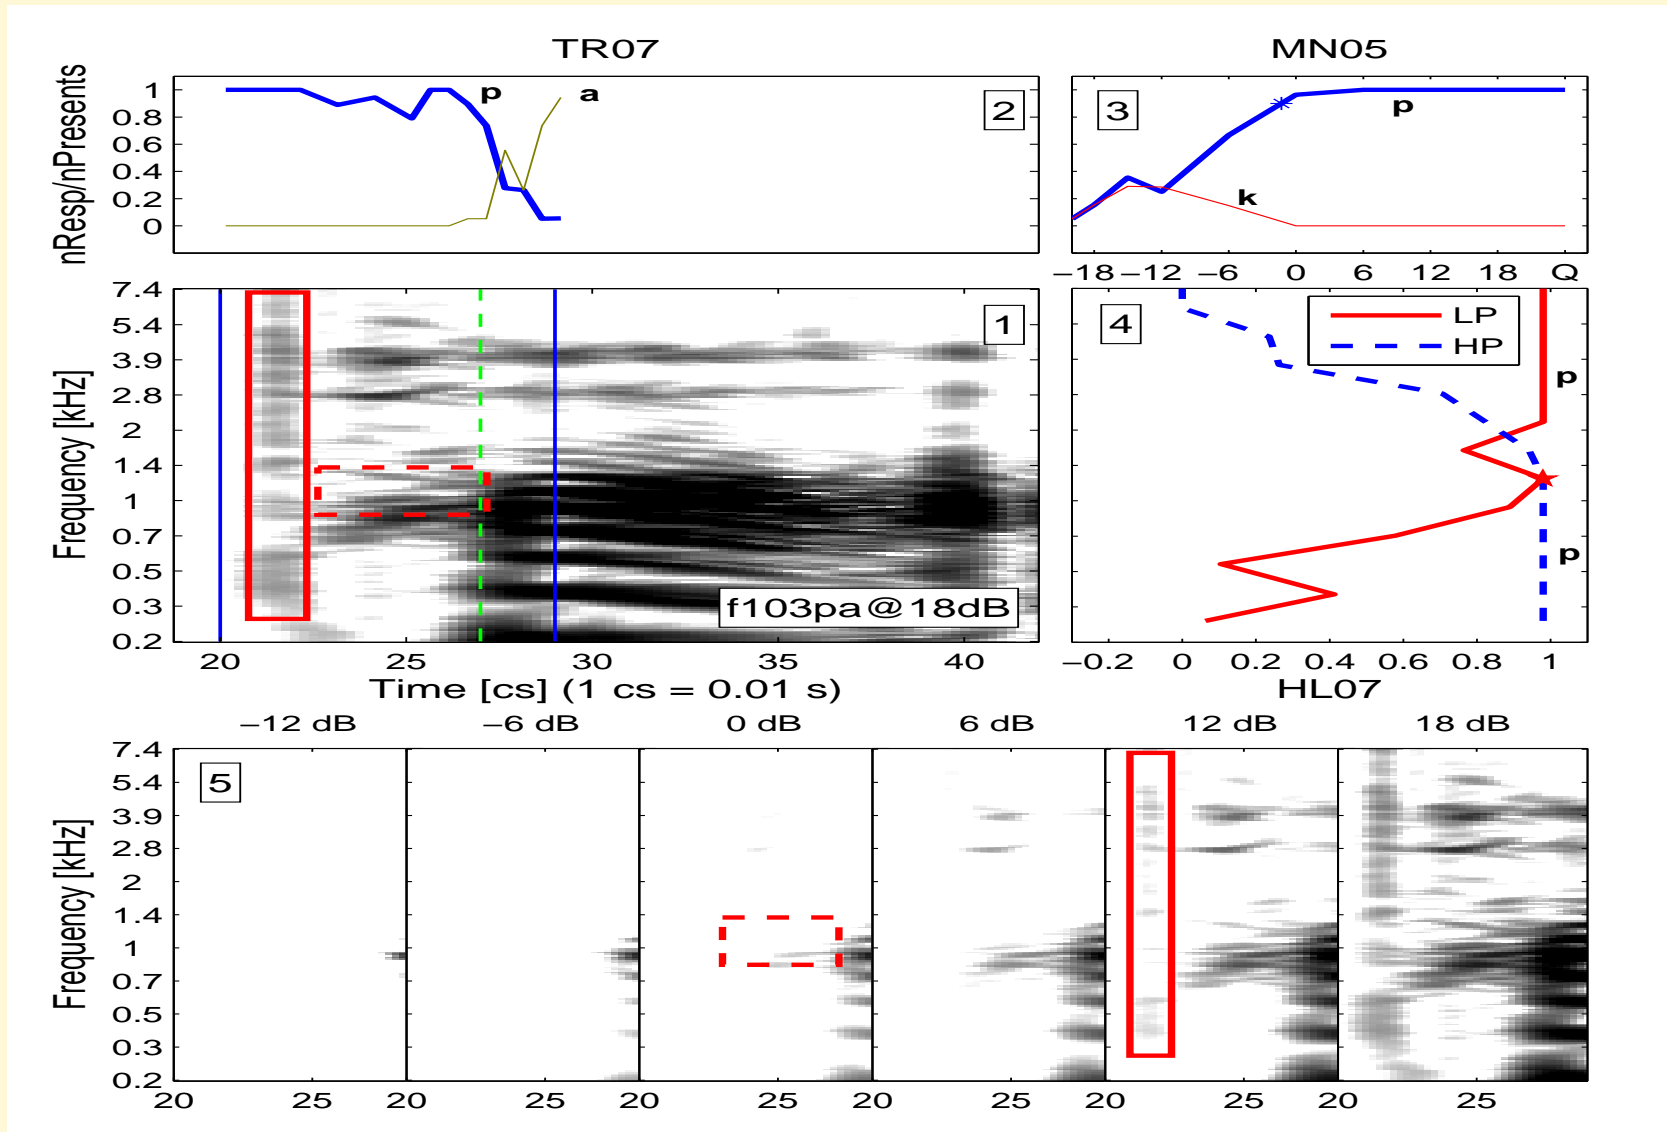 TR07
MN05
nResp/nPresents
1
0.8
0.6
0.4
0.2
0
p
a
2
3
p
k
−18 −12 −6 0 6 12 18 Q
Frequency [kHz]
7.4
5.4
3.9
2.8
2
1.4
1
0.7
0.5
0.3
0.2
1
f103pa@18dB
20 25 30 35 40
Time [cs] (1 cs = 0.01 s)
4
LP
HP
p
p
−0.2 0 0.2 0.4 0.6 0.8 1
HL07
−12 dB −6 dB 0 dB 6 dB 12 dB 18 dB
Frequency [kHz]
7.4
5.4
3.9
2.8
2
1.4
1
0.7
0.5
0.3
0.2
5
20 25 20 25 20 25 20 25 20 25 20 25